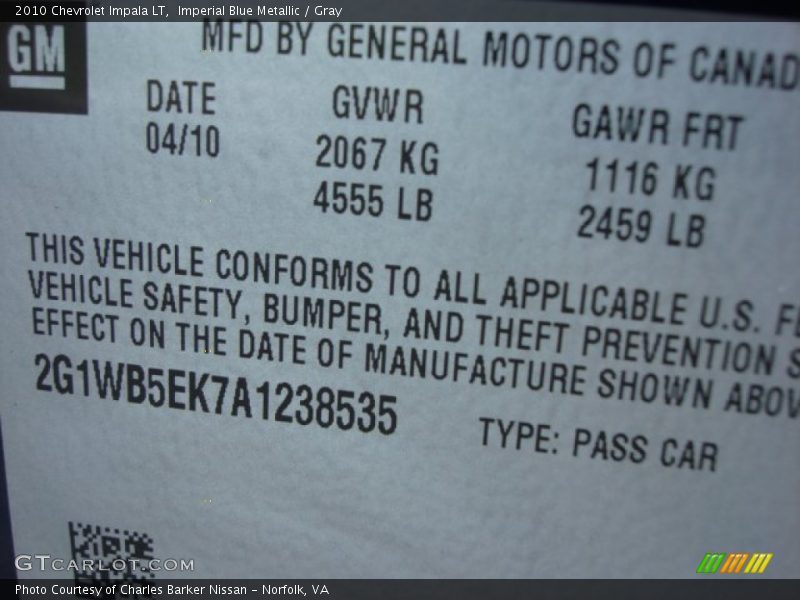 2010 Chevrolet Impala LT, Imperial Blue Metallic / Gray
GM
MFD BY GENERAL MOTORS OF CANAD
DATE GVWR GAWR FRT
04/10 2067 KG 1116 KG
4555 LB 2459 LB
THIS VEHICLE CONFORMS TO ALL APPLICABLE U.S. FE
VEHICLE SAFETY, BUMPER, AND THEFT PREVENTION S
EFFECT ON THE DATE OF MANUFACTURE SHOWN ABOV
2G1WB5EK7A1238535
TYPE: PASS CAR
GTCARLOT.COM
Photo Courtesy of Charles Barker Nissan - Norfolk, VA